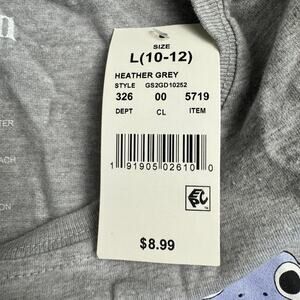 SIZE
L(10-12)
HEATHER GREY
STYLE GS2GD10252
326 00 5719
DEPT CL ITEM
1 91905 02610 0
$8.99